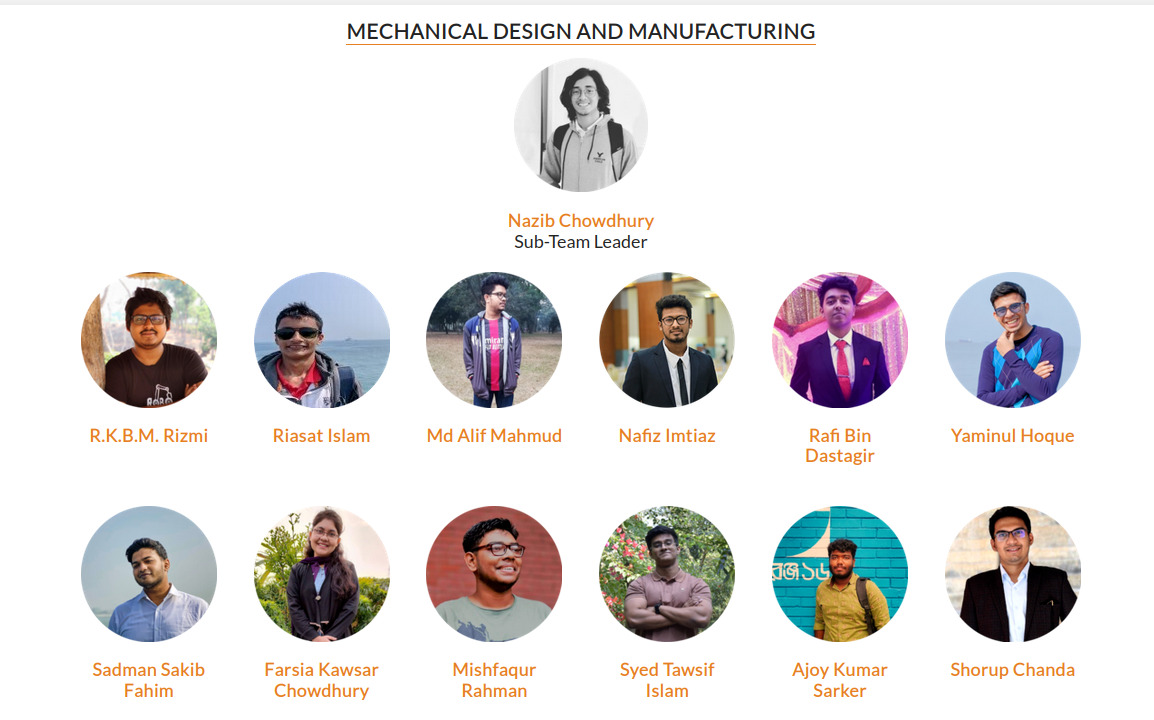 MECHANICAL DESIGN AND MANUFACTURING
Nazib Chowdhury
Sub-Team Leader
R.K.B.M. Rizmi
Riasat Islam
Md Alif Mahmud
Nafiz Imtiaz
Rafi Bin
Dastagir
Yaminul Hoque
Sadman Sakib
Fahim
Farsia Kawsar
Chowdhury
Mishfaqur
Rahman
Syed Tawsif
Islam
Ajoy Kumar
Sarker
Shorup Chanda